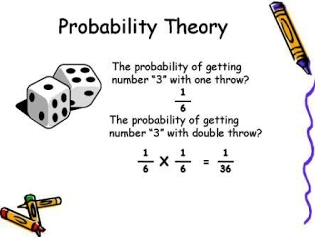 Probability Theory
The probability of getting
number “3” with one throw?
1
6
The probability of getting
number “3” with double throw?
1 1 1
— X — = —
6 6 36